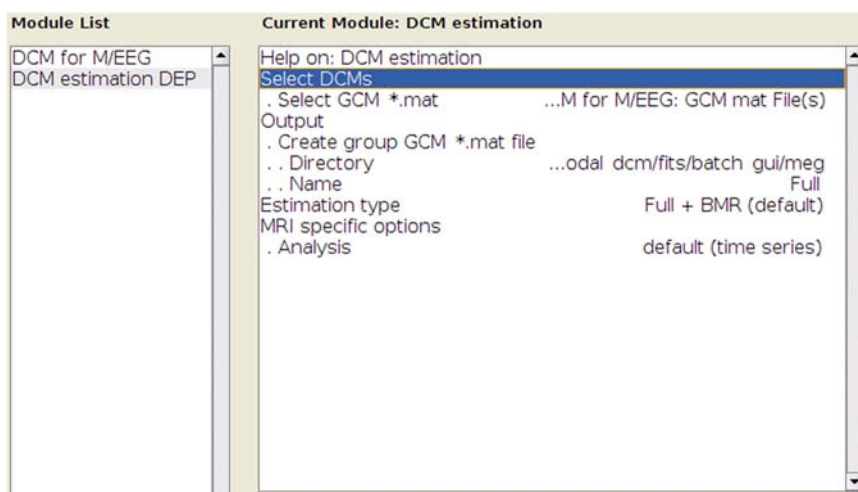 Module List
Current Module: DCM estimation
DCM for M/EEG
DCM estimation DEP
Help on: DCM estimation
Select DCMs
. Select GCM *.mat ...M for M/EEG: GCM mat File(s)
Output
. Create group GCM *.mat file
. . Directory ...odal dcm/fits/batch gui/meg
. . Name Full
Estimation type Full + BMR (default)
MRI specific options
. Analysis default (time series)